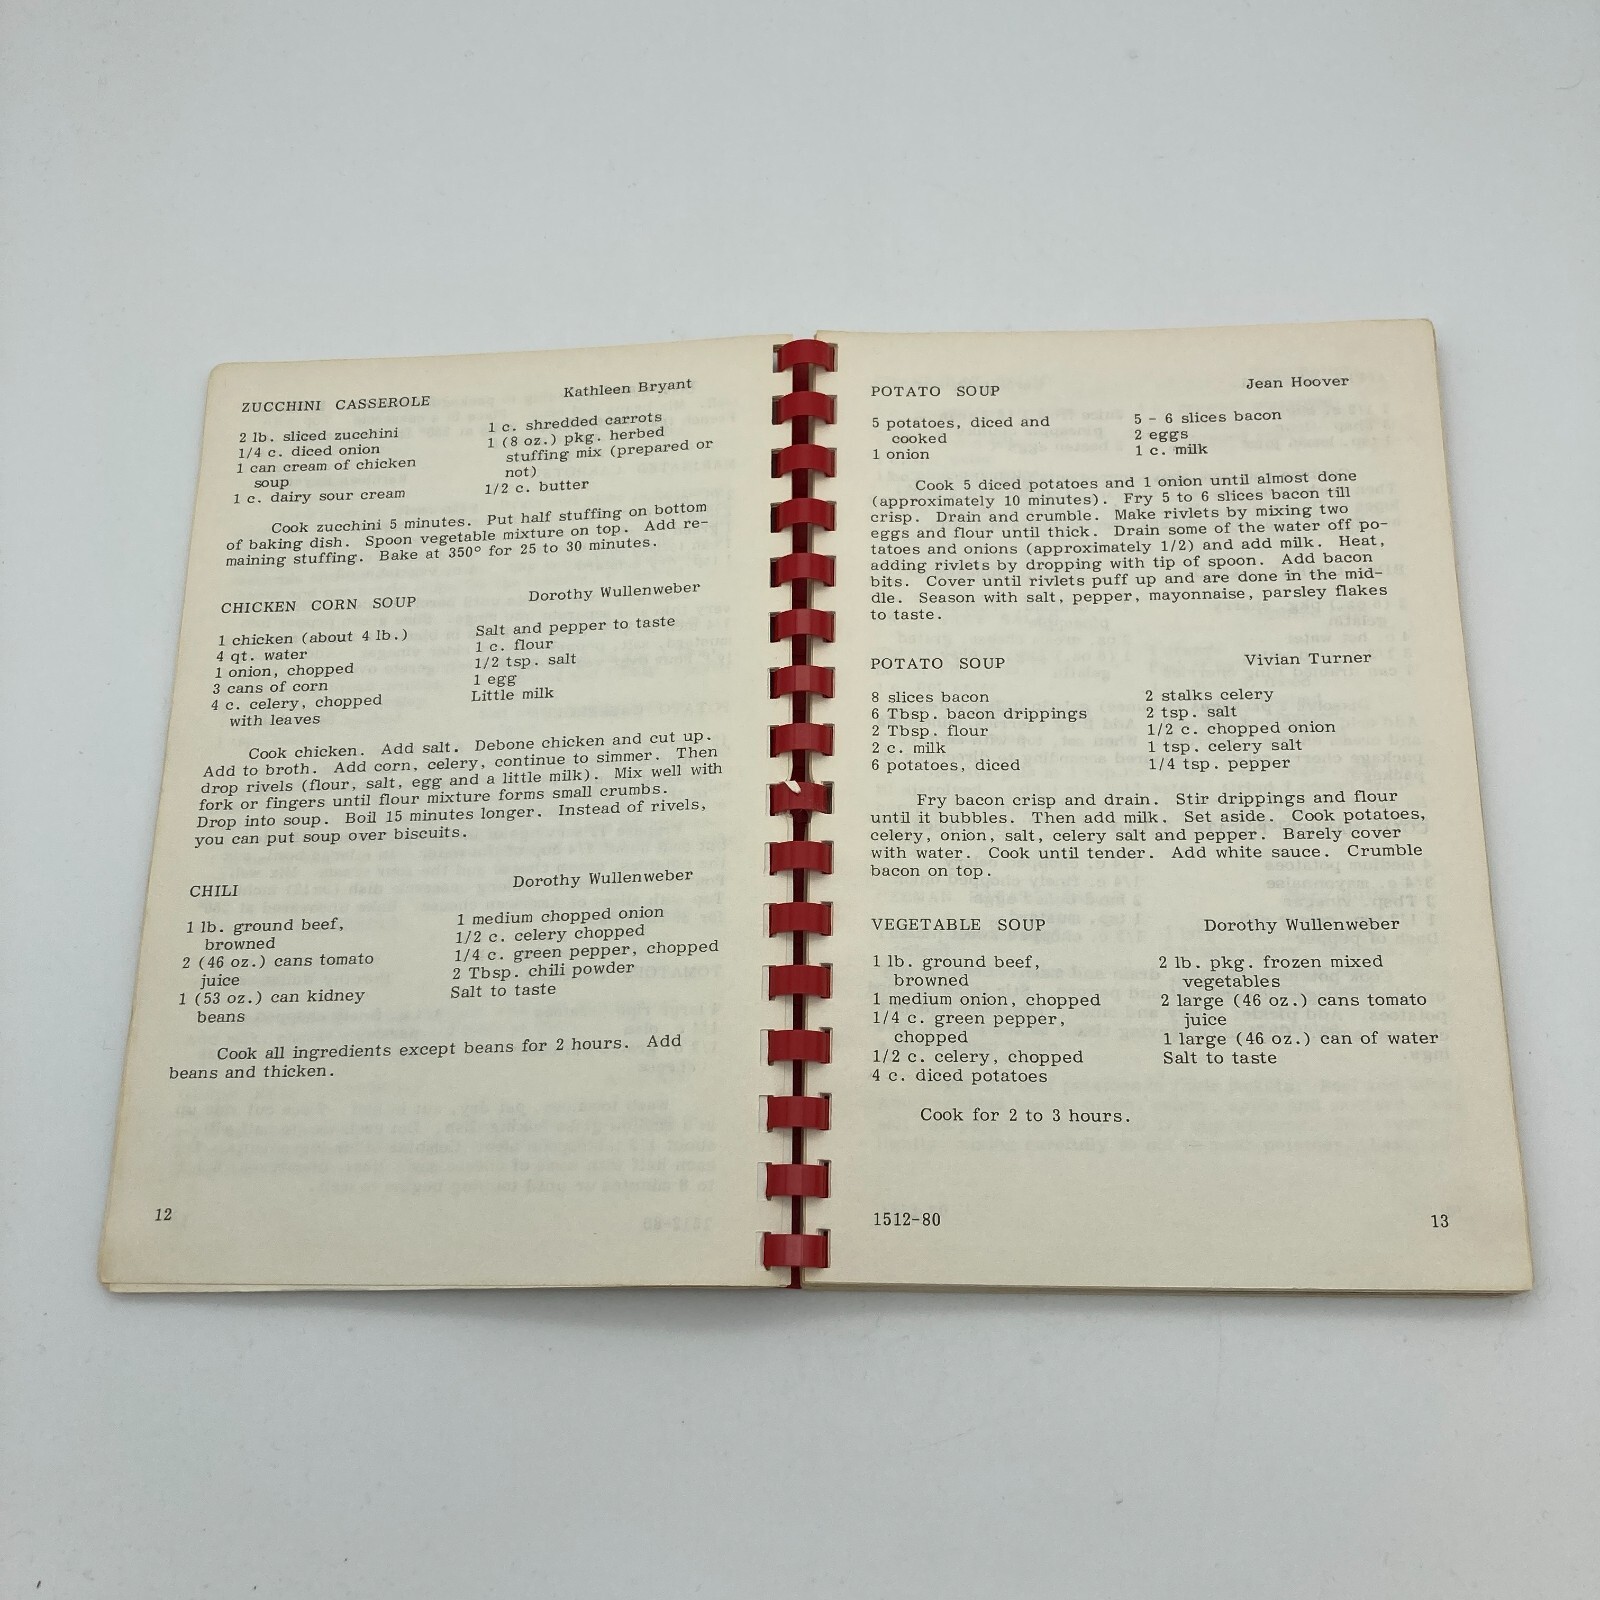 ZUCCHINI CASSEROLE Kathleen Bryant
2 lb. sliced zucchini
1/4 c. diced onion
1 can cream of chicken
soup
1 c. dairy sour cream
1 c. shredded carrots
1 (8 oz.) pkg. herbed
stuffing mix (prepared or
not)
1/2 c. butter
Cook zucchini 5 minutes. Put half stuffing on bottom
of baking dish. Spoon vegetable mixture on top. Add re-
maining stuffing. Bake at 350° for 25 to 30 minutes.
CHICKEN CORN SOUP Dorothy Wullenweber
1 chicken (about 4 lb.)
4 qt. water
1 onion, chopped
3 cans of corn
4 c. celery, chopped
with leaves
Salt and pepper to taste
1 c. flour
1/2 tsp. salt
1 egg
Little milk
Cook chicken. Add salt. Debone chicken and cut up.
Add to broth. Add corn, celery, continue to simmer. Then
drop rivels (flour, salt, egg and a little milk). Mix well with
fork or fingers until flour mixture forms small crumbs.
Drop into soup. Boil 15 minutes longer. Instead of rivels,
you can put soup over biscuits.
CHILI Dorothy Wullenweber
1 lb. ground beef,
browned
2 (46 oz.) cans tomato
juice
1 (53 oz.) can kidney
beans
1 medium chopped onion
1/2 c. celery chopped
1/4 c. green pepper, chopped
2 Tbsp. chili powder
Salt to taste
Cook all ingredients except beans for 2 hours. Add
beans and thicken.
12
POTATO SOUP Jean Hoover
5 potatoes, diced and
cooked
1 onion
5 - 6 slices bacon
2 eggs
1 c. milk
Cook 5 diced potatoes and 1 onion until almost done
(approximately 10 minutes). Fry 5 to 6 slices bacon till
crisp. Drain and crumble. Make rivlets by mixing two
eggs and flour until thick. Drain some of the water off po-
tatoes and onions (approximately 1/2) and add milk. Heat,
adding rivlets by dropping with tip of spoon. Add bacon
bits. Cover until rivlets puff up and are done in the mid-
dle. Season with salt, pepper, mayonnaise, parsley flakes
to taste.
POTATO SOUP Vivian Turner
8 slices bacon
6 Tbsp. bacon drippings
2 Tbsp. flour
2 c. milk
6 potatoes, diced
2 stalks celery
2 tsp. salt
1/2 c. chopped onion
1 tsp. celery salt
1/4 tsp. pepper
Fry bacon crisp and drain. Stir drippings and flour
until it bubbles. Then add milk. Set aside. Cook potatoes,
celery, onion, salt, celery salt and pepper. Barely cover
with water. Cook until tender. Add white sauce. Crumble
bacon on top.
VEGETABLE SOUP Dorothy Wullenweber
1 lb. ground beef,
browned
1 medium onion, chopped
1/4 c. green pepper,
chopped
1/2 c. celery, chopped
4 c. diced potatoes
2 lb. pkg. frozen mixed
vegetables
2 large (46 oz.) cans tomato
juice
1 large (46 oz.) can of water
Salt to taste
Cook for 2 to 3 hours.
1512-80 13